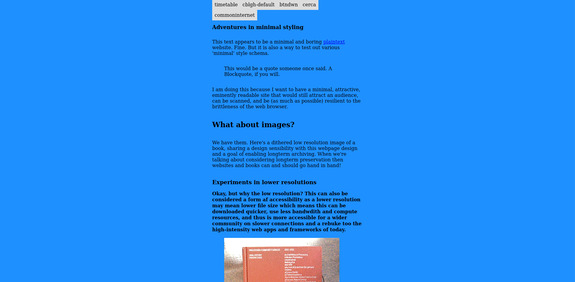 timetable cblgh-default btndwn cerca
commoninternet
Adventures in minimal styling
This text appears to be a minimal and boring plaintext
website. Fine. But it is also a way to test out various
'minimal' style schema.
This would be a quote someone once said. A
Blockquote, if you will.
I am doing this because I want to have a minimal, attractive,
eminently readable site that would still attract an audience,
can be scanned, and be (as much as possible) resilient to the
brittleness of the web browser.
What about images?
We have them. Here's a dithered low resolution image of a
book, sharing a design sensibility with this webpage design
and a goal of enabling longterm archiving. When we're
talking about considering longterm preservation then
websites and books can and should go hand in hand!
Experiments in lower resolutions
Okay, but why the low resolution? This can also be
considered a form of accessibility as a lower resolution
may mean lower file size which means this can be
downloaded quicker, use less bandwidth and compute
resources, and thus is more accessible for a wider
community on slower connections and a rebuke too the
high-intensity web apps and frameworks of today.